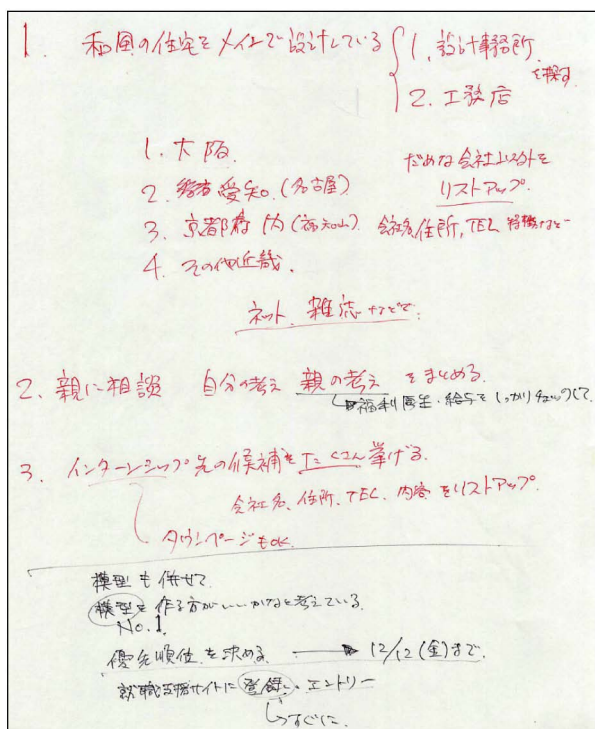 1. 和風の住宅をメインで設計している { 1. 設計事務所
2. 工務店 を探す
1. 大阪.
だめな会社以外を
2. 愛知.(名古屋)
リストアップ.
3. 京都府内(福知山)
会社名,住所,TEL 特徴など
4. その他近畿.
ネット、雑誌などで.
2. 親に相談 自分の考え 親の考え をまとめる.
福利厚生・給与をしっかりチェックして
3. インターンシップ先の候補をたくさん挙げる.
会社名、住所、TEL、内容 をリストアップ.
タウンページもOK.
模型も併せて.
模型を作る方がいいかなと考えている.
No.1.
優先順位を決める. → 12/12(金)まで.
就職支援サイトに登録 エントリー
すぐに.